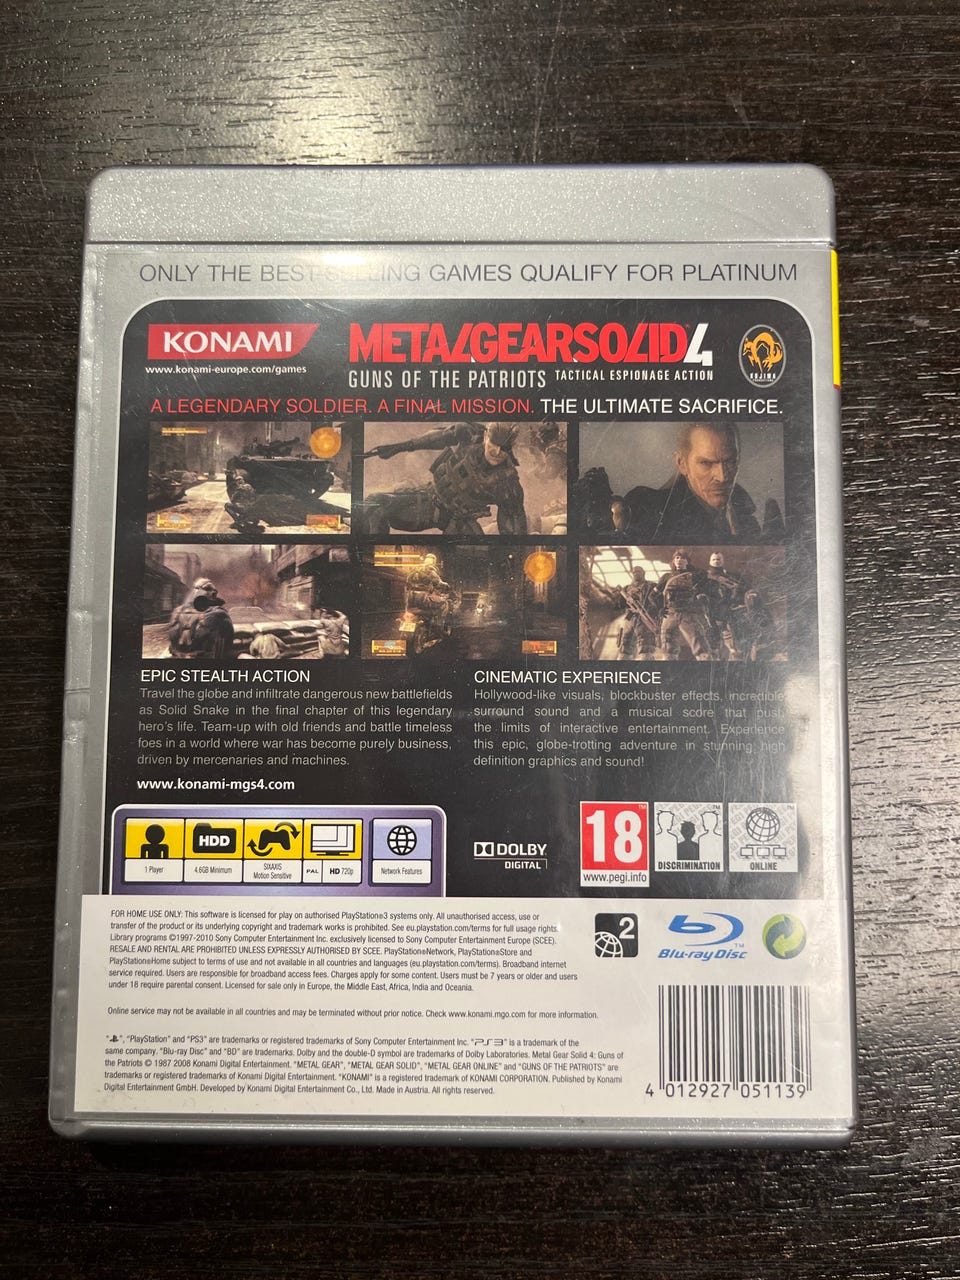 ONLY THE BEST-SELLING GAMES QUALIFY FOR PLATINUM
KONAMI
www.konami-europe.com/games
METAL GEAR SOLID 4
GUNS OF THE PATRIOTS TACTICAL ESPIONAGE ACTION
KOJIMA
A LEGENDARY SOLDIER. A FINAL MISSION. THE ULTIMATE SACRIFICE.
EPIC STEALTH ACTION
Travel the globe and infiltrate dangerous new battlefields
as Solid Snake in the final chapter of this legendary
hero's life. Team-up with old friends and battle timeless
foes in a world where war has become purely business,
driven by mercenaries and machines.
www.konami-mgs4.com
CINEMATIC EXPERIENCE
Hollywood-like visuals, blockbuster effects, incredible
surround sound and a musical score that push
the limits of interactive entertainment. Experience
this epic, globe-trotting adventure in stunning high
definition graphics and sound!
1 Player
HDD
4.6GB Minimum
SIXAXIS
Motion Sensitive
PAL HD 720p
Network Features
DOLBY
DIGITAL
18
www.pegi.info
DISCRIMINATION
ONLINE
FOR HOME USE ONLY: This software is licensed for play on authorised PlayStation®3 systems only. All unauthorised access, use or
transfer of the product or its underlying copyright and trademark works is prohibited. See eu.playstation.com/terms for full usage rights.
Library programs ©1997-2010 Sony Computer Entertainment Inc. exclusively licensed to Sony Computer Entertainment Europe (SCEE).
RESALE AND RENTAL ARE PROHIBITED UNLESS EXPRESSLY AUTHORISED BY SCEE. PlayStation®Network, PlayStation®Store and
PlayStation®Home subject to terms of use and not available in all countries and languages (eu.playstation.com/terms). Broadband internet
service required. Users are responsible for broadband access fees. Charges apply for some content. Users must be 7 years or older and users
under 18 require parental consent. Licensed for sale only in Europe, the Middle East, Africa, India and Oceania.
Online service may not be available in all countries and may be terminated without prior notice. Check www.konami.mgo.com for more information.
"", "PlayStation" and "PS3" are trademarks or registered trademarks of Sony Computer Entertainment Inc. "PS3" is a trademark of the
same company. "Blu-ray Disc" and "BD" are trademarks. Dolby and the double-D symbol are trademarks of Dolby Laboratories. Metal Gear Solid 4: Guns of
the Patriots © 1987 2008 Konami Digital Entertainment. "METAL GEAR", "METAL GEAR SOLID", "METAL GEAR ONLINE" and "GUNS OF THE PATRIOTS" are
trademarks or registered trademarks of Konami Digital Entertainment. "KONAMI" is a registered trademark of KONAMI CORPORATION. Published by Konami
Digital Entertainment GmbH. Developed by Konami Digital Entertainment Co., Ltd. Made in Austria. All rights reserved.
2
Blu-ray Disc™
4 012927 051139